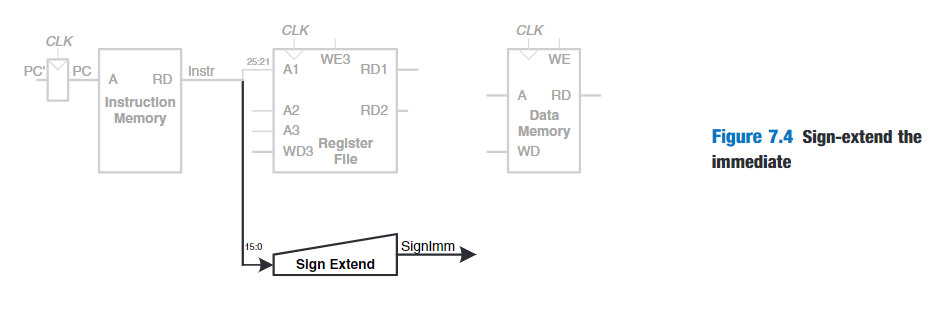 CLK
CLK
CLK
PC' PC
A RD
Instruction
Memory
Instr
25:21
A1
WE3
RD1
A2
RD2
A3
WD3
Register
File
WE
A RD
Data
Memory
WD
Figure 7.4 Sign-extend the
immediate
15:0
Sign Extend
SignImm